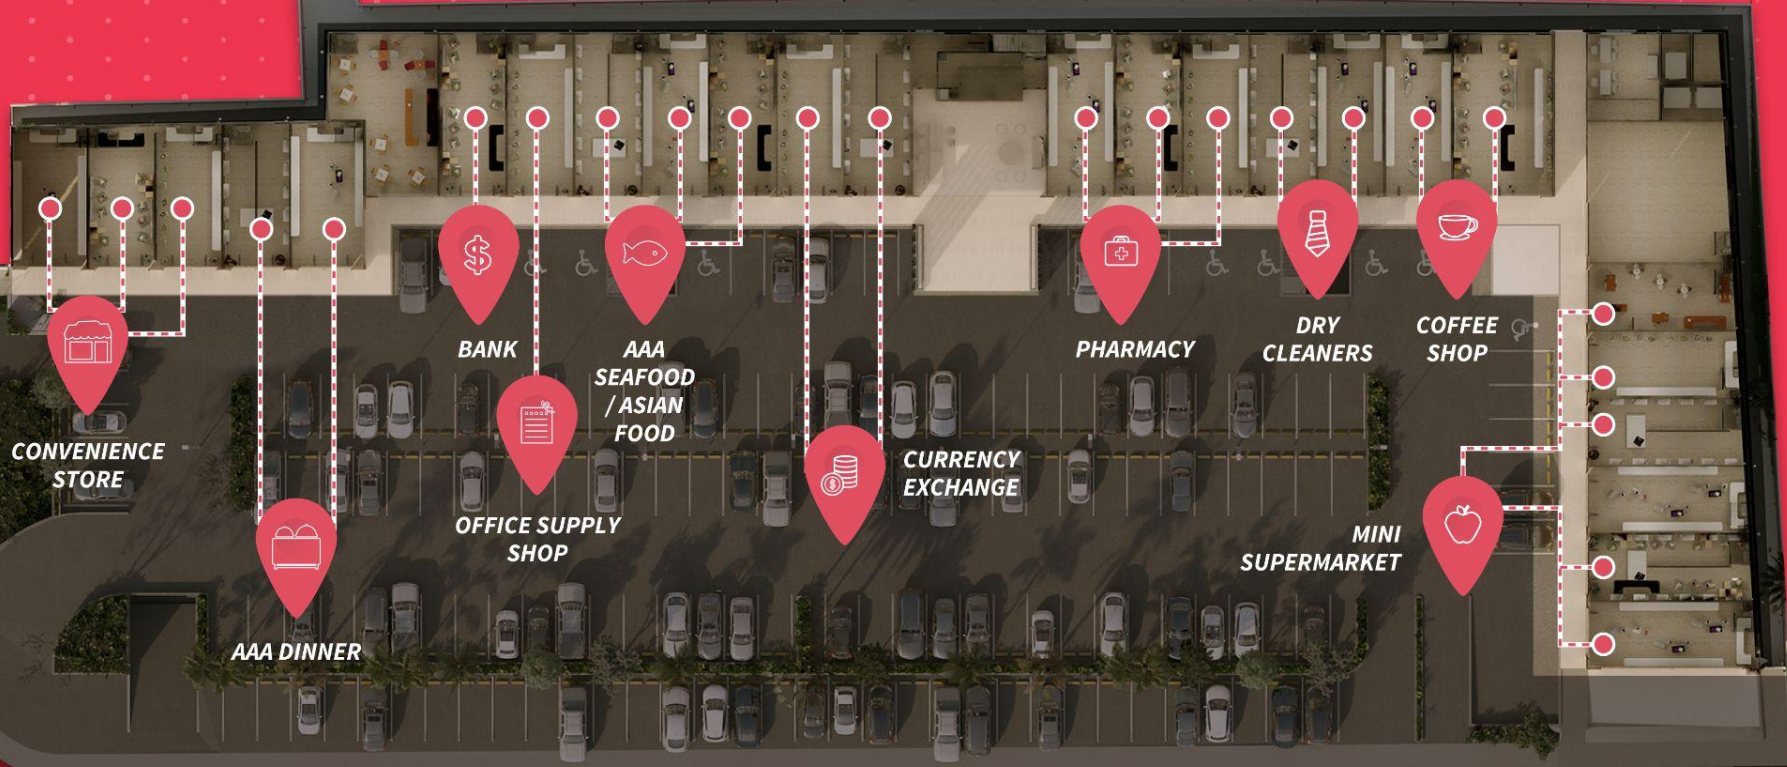 CONVENIENCE
STORE
AAA DINNER
BANK
OFFICE SUPPLY
SHOP
AAA
SEAFOOD
/ ASIAN
FOOD
CURRENCY
EXCHANGE
PHARMACY
DRY
CLEANERS
COFFEE
SHOP
MINI
SUPERMARKET